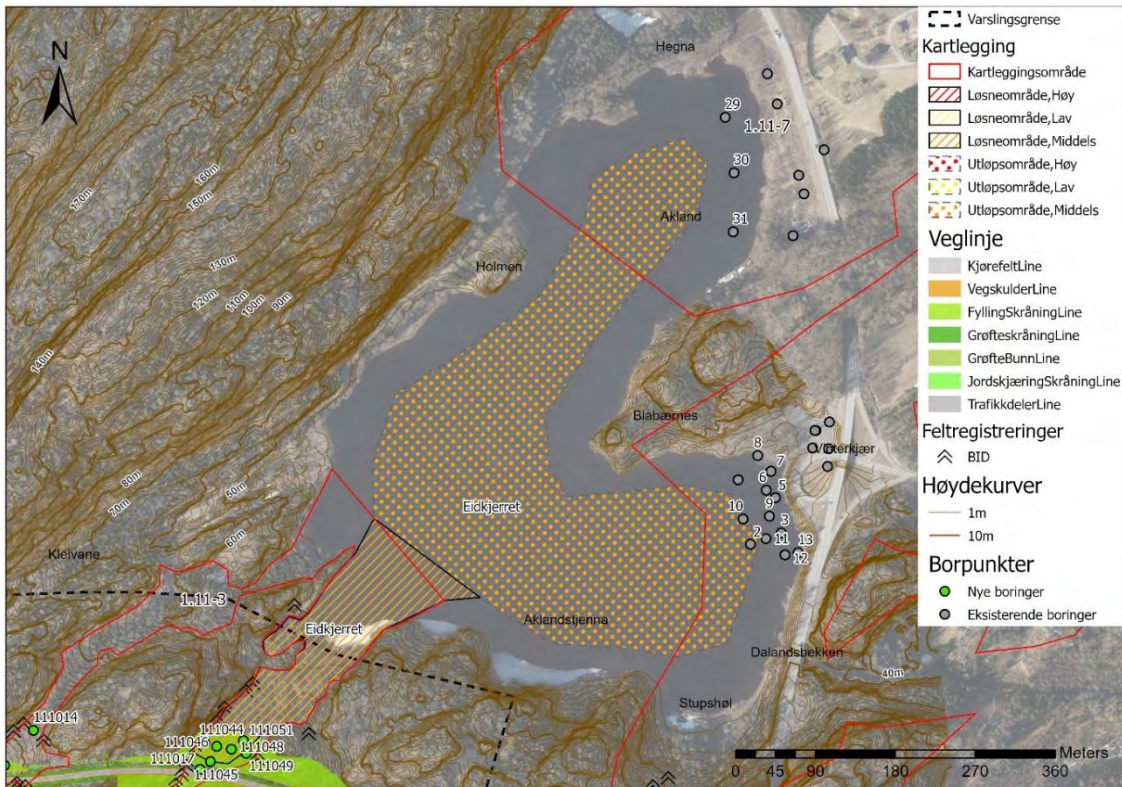 N
Hegna
29
1.11-7
30
170m
160m
150m
31
Akland
130m
Holmen
120m
110m
100m
90m
140m
Blabærnes
Vinterkjær
8
7
6
5
80m
70m
50m
60m
Eidkjerret
9
10
3
2
11
13
12
Kleivane
1.11-3
Eidkjerret
Aklandstjenna
Dalandsbekken
40m
Stupshøl
111014
111044
111051
111046
111048
111017
111049
111045
Meters
0 45 90 180 270 360
Varslingsgrense
Kartlegging
Kartleggingsområde
Løsneområde,Høy
Løsneområde,Lav
Løsneområde,Middels
Utløpsområde,Høy
Utløpsområde,Lav
Utløpsområde,Middels
Veglinje
KjørefeltLine
VegskulderLine
FyllingSkråningLine
GrøfteskråningLine
GrøfteBunnLine
JordskjæringSkråningLine
TrafikkdelerLine
Feltregistreringer
BID
Høydekurver
1m
10m
Borpunkter
Nye boringer
Eksisterende boringer